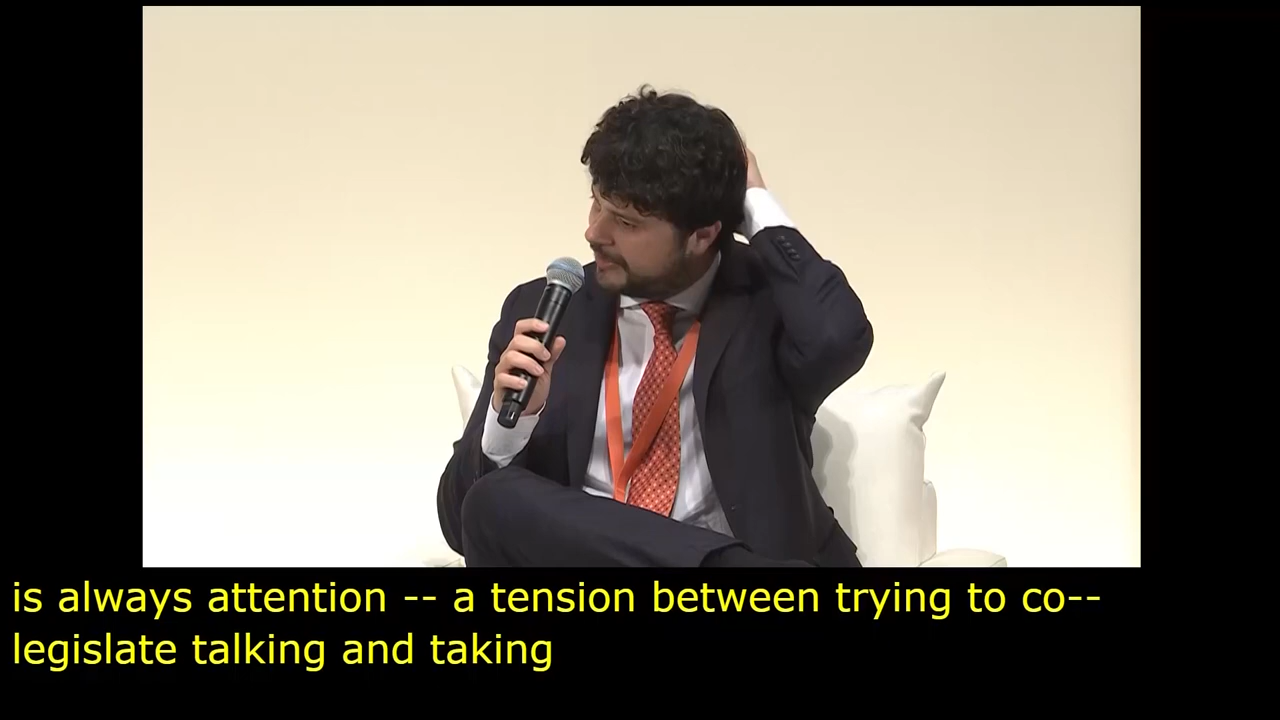 is always attention -- a tension between trying to co--
legislate talking and taking